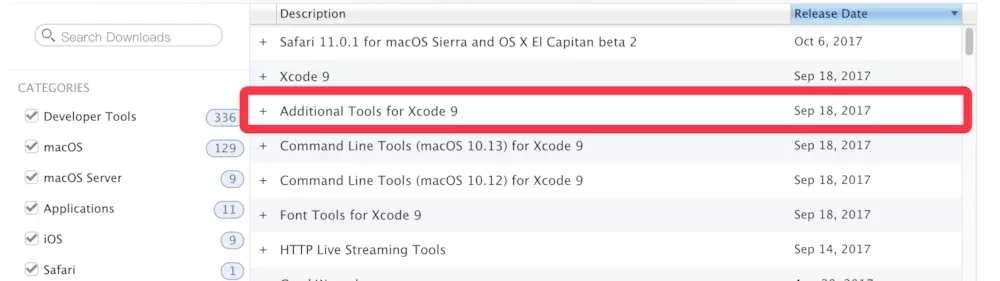 Description Release Date
Search Downloads
+ Safari 11.0.1 for macOS Sierra and OS X El Capitan beta 2 Oct 6, 2017
+ Xcode 9 Sep 18, 2017
CATEGORIES
+ Additional Tools for Xcode 9 Sep 18, 2017
Developer Tools 336
macOS 129
+ Command Line Tools (macOS 10.13) for Xcode 9 Sep 18, 2017
macOS Server 9
+ Command Line Tools (macOS 10.12) for Xcode 9 Sep 18, 2017
Applications 11
+ Font Tools for Xcode 9 Sep 18, 2017
iOS 9
+ HTTP Live Streaming Tools Sep 14, 2017
Safari 1